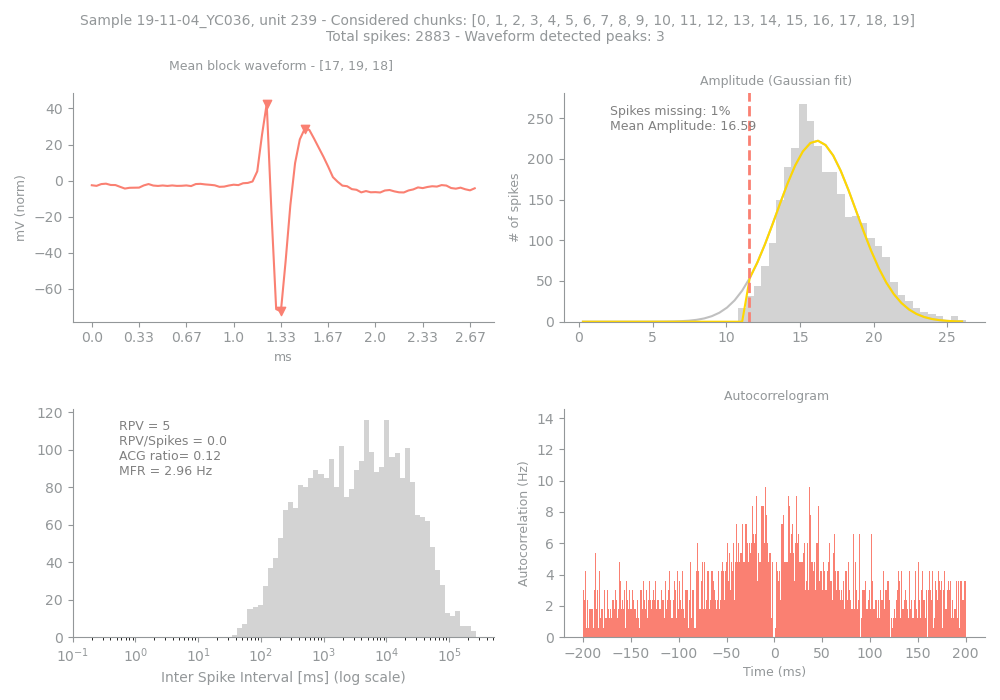 Sample 19-11-04_YC036, unit 239 - Considered chunks: [0, 1, 2, 3, 4, 5, 6, 7, 8, 9, 10, 11, 12, 13, 14, 15, 16, 17, 18, 19]
Total spikes: 2883 - Waveform detected peaks: 3
Mean block waveform - [17, 19, 18]
mV (norm)
40
20
0
−20
−40
−60
0.0 0.33 0.67 1.0 1.33 1.67 2.0 2.33 2.67
ms
Amplitude (Gaussian fit)
Spikes missing: 1%
Mean Amplitude: 16.59
# of spikes
250
200
150
100
50
0
0 5 10 15 20 25
RPV = 5
RPV/Spikes = 0.0
ACG ratio= 0.12
MFR = 2.96 Hz
120
100
80
60
40
20
0
10⁻¹ 10⁰ 10¹ 10² 10³ 10⁴ 10⁵
Inter Spike Interval [ms] (log scale)
Autocorrelogram
Autocorrelation (Hz)
14
12
10
8
6
4
2
0
−200 −150 −100 −50 0 50 100 150 200
Time (ms)